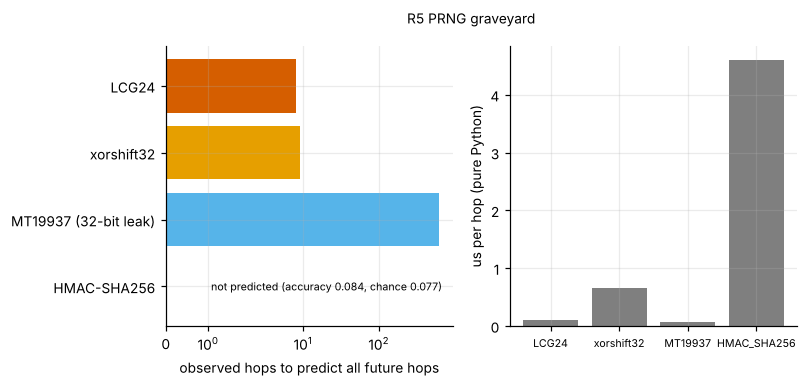 R5 PRNG graveyard
LCG24
xorshift32
MT19937 (32-bit leak)
HMAC-SHA256
not predicted (accuracy 0.084, chance 0.077)
0
10⁰
10¹
10²
observed hops to predict all future hops
us per hop (pure Python)
4
3
2
1
0
LCG24
xorshift32
MT19937
HMAC_SHA256